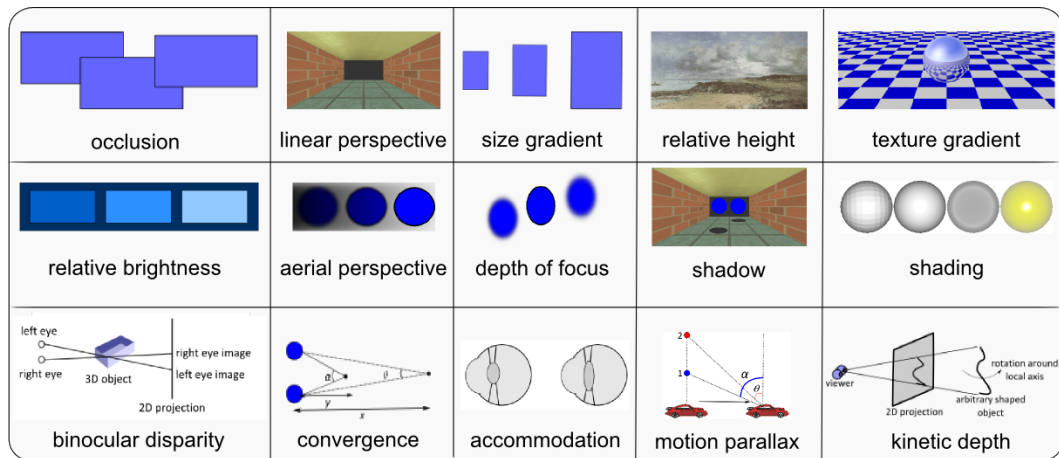 occlusion
linear perspective
size gradient
relative height
texture gradient
relative brightness
aerial perspective
depth of focus
shadow
shading
left eye
right eye
3D object
right eye image
left eye image
2D projection
binocular disparity
α
θ
y
x
convergence
accommodation
2
1
α
θ
motion parallax
viewer
2D projection
rotation around
local axis
arbitrary shaped
object
kinetic depth